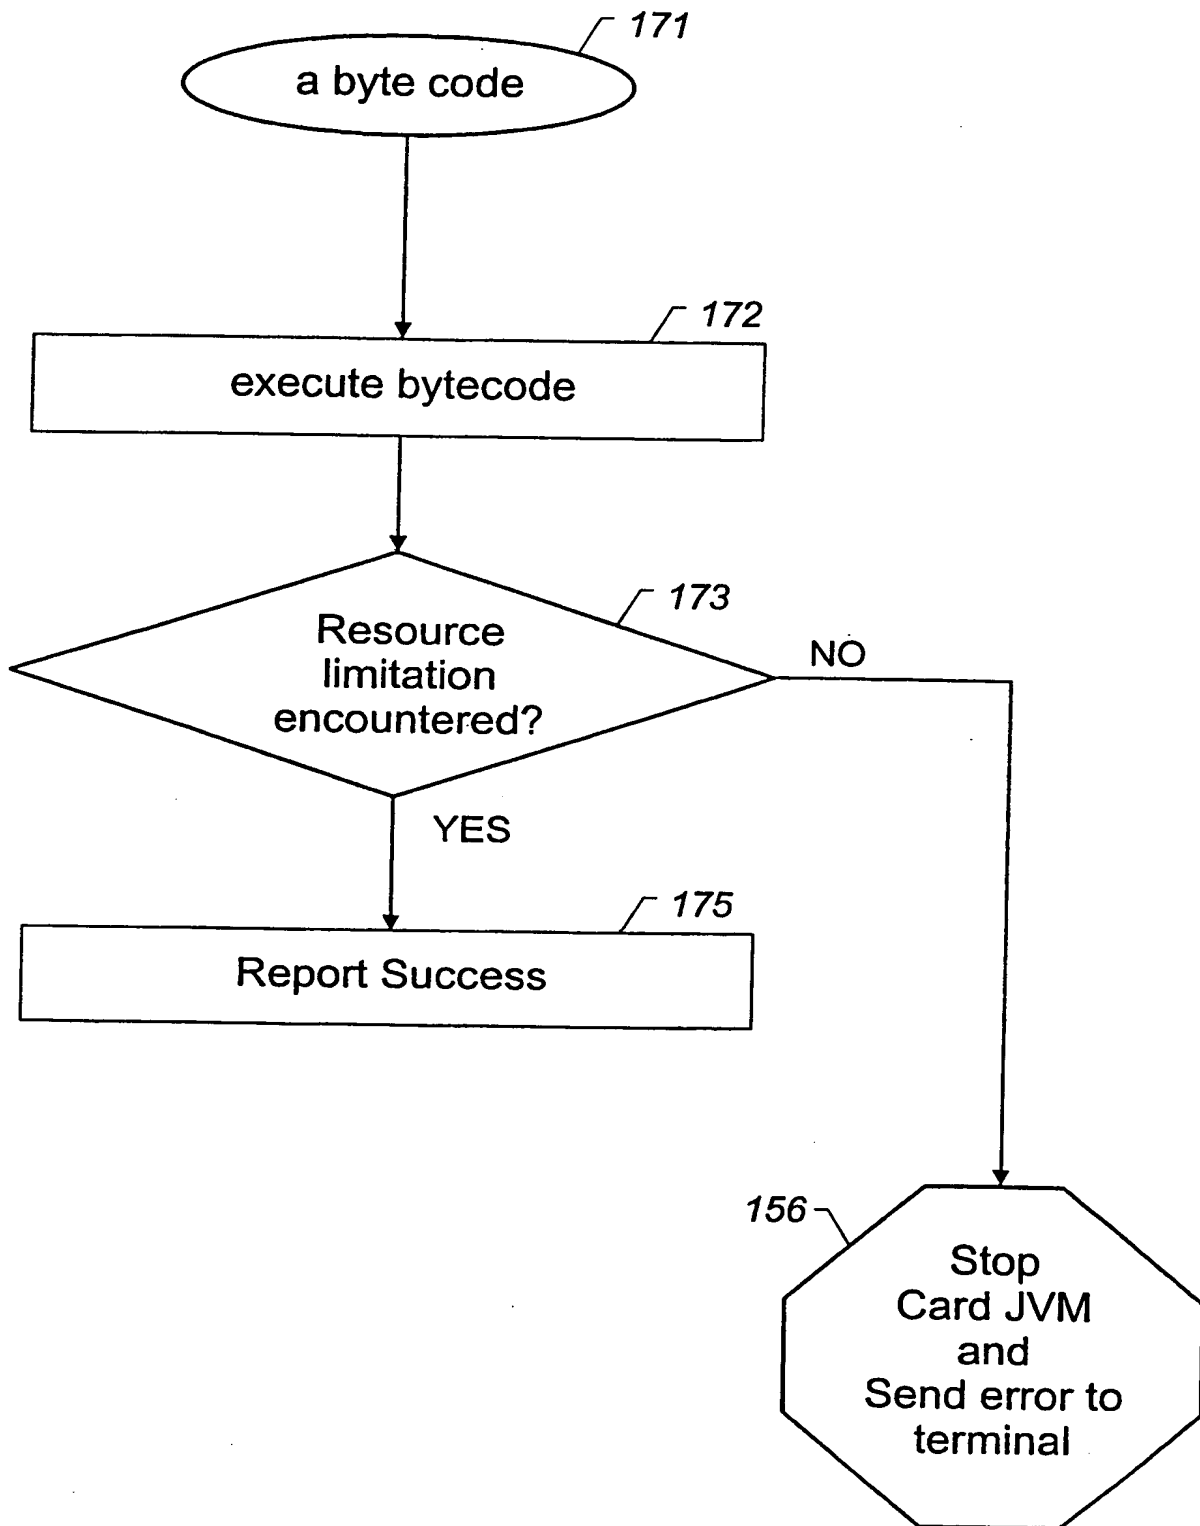 171
a byte code
172
execute bytecode
173
Resource
limitation
encountered?
NO
YES
175
Report Success
156
Stop
Card JVM
and
Send error to
terminal